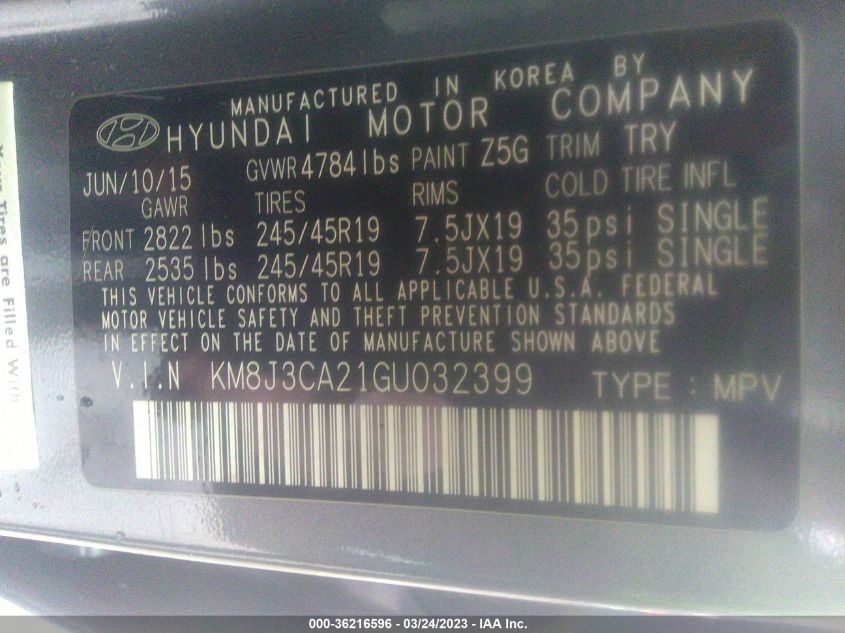 MANUFACTURED IN KOREA BY
HYUNDAI MOTOR COMPANY
JUN/10/15 GVWR 4784lbs PAINT Z5G TRIM TRY
GAWR TIRES RIMS COLD TIRE INFL
FRONT 2822 lbs 245/45R19 7.5JX19 35psi SINGLE
REAR 2535 lbs 245/45R19 7.5JX19 35psi SINGLE
THIS VEHICLE CONFORMS TO ALL APPLICABLE U.S.A. FEDERAL
MOTOR VEHICLE SAFETY AND THEFT PREVENTION STANDARDS
IN EFFECT ON THE DATE OF MANUFACTURE SHOWN ABOVE
V.I.N KM8J3CA21GU032399 TYPE : MPV
Your Tires are Filled With
000-36216596 - 03/24/2023 - IAA Inc.